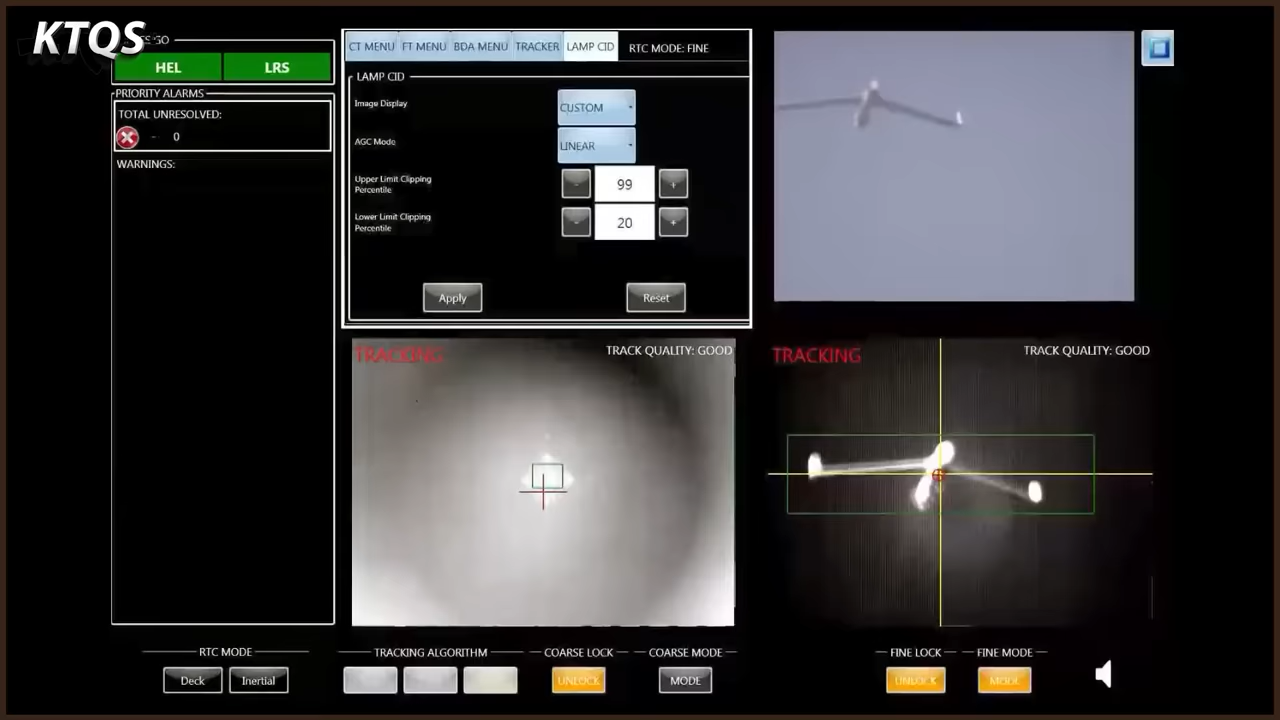 KTQS
HEL
LRS
PRIORITY ALARMS
TOTAL UNRESOLVED:
- 0
WARNINGS:
CT MENU
FT MENU
BDA MENU
TRACKER
LAMP CID
RTC MODE: FINE
LAMP CID
Image Display
CUSTOM
AGC Mode
LINEAR
Upper Limit Clipping
Percentile
- 99 +
Lower Limit Clipping
Percentile
- 20 +
Apply
Reset
TRACKING
TRACK QUALITY: GOOD
TRACKING
TRACK QUALITY: GOOD
RTC MODE
Deck
Inertial
TRACKING ALGORITHM
COARSE LOCK
UNLOCK
COARSE MODE
MODE
FINE LOCK
UNLOCK
FINE MODE
MODE